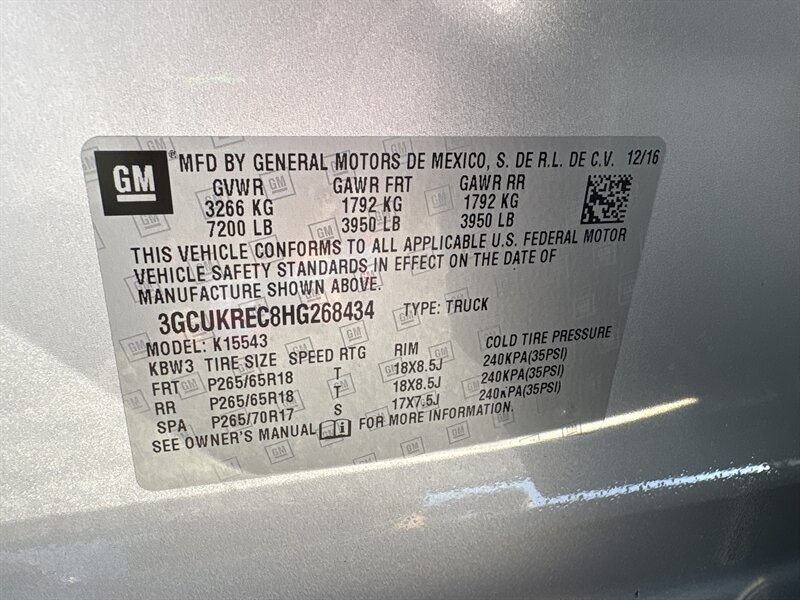 GM ® MFD BY GENERAL MOTORS DE MEXICO, S. DE R.L. DE C.V. 12/16
GVWR GAWR FRT GAWR RR
3266 KG 1792 KG 1792 KG
7200 LB 3950 LB 3950 LB
THIS VEHICLE CONFORMS TO ALL APPLICABLE U.S. FEDERAL MOTOR
VEHICLE SAFETY STANDARDS IN EFFECT ON THE DATE OF
MANUFACTURE SHOWN ABOVE.
3GCUKREC8HG268434 TYPE: TRUCK
MODEL: K15543
KBW3 TIRE SIZE SPEED RTG RIM COLD TIRE PRESSURE
FRT P265/65R18 T 18X8.5J 240KPA(35PSI)
RR P265/65R18 T 18X8.5J 240KPA(35PSI)
SPA P265/70R17 S 17X7.5J 240KPA(35PSI)
SEE OWNER'S MANUAL FOR MORE INFORMATION.